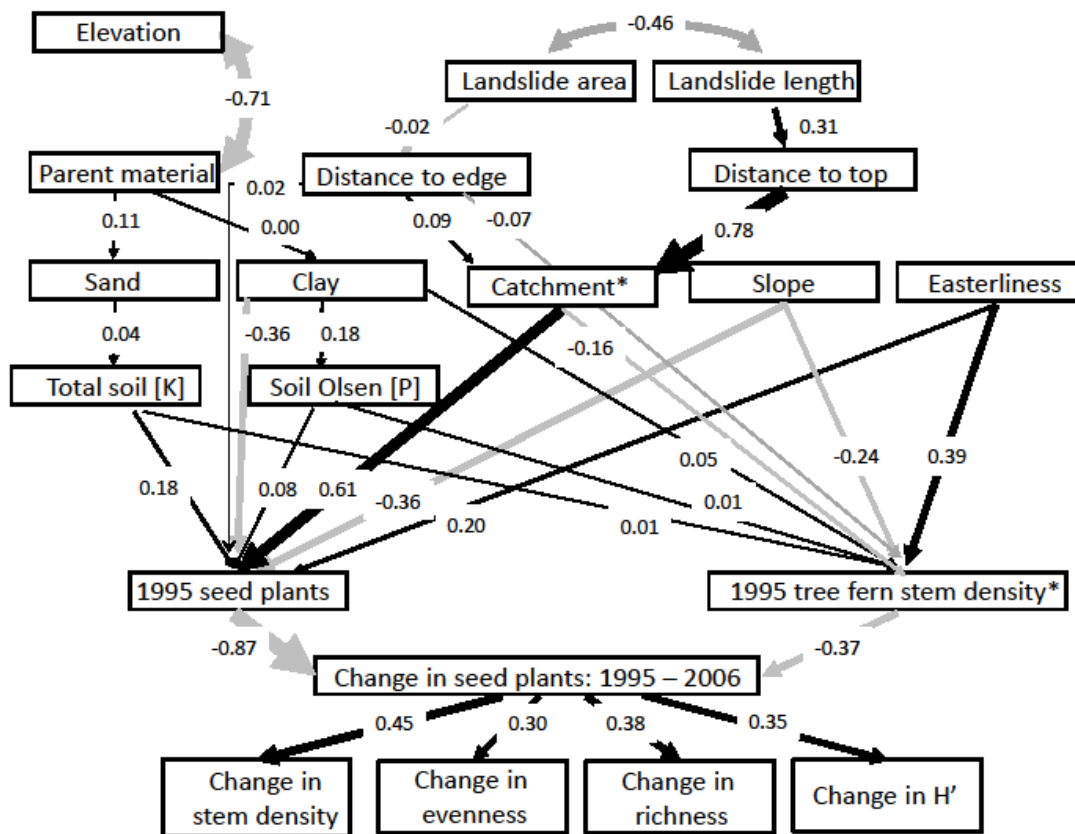 Elevation
-0.46
Landslide area
Landslide length
-0.71
-0.02
0.31
Parent material
0.02
Distance to edge
Distance to top
0.11
0.00
0.09
-0.07
0.78
Sand
Clay
Catchment*
Slope
Easterliness
0.04
-0.36
0.18
-0.16
Total soil [K]
Soil Olsen [P]
0.18
0.08
0.61
-0.36
0.20
0.05
0.01
0.01
-0.24
0.39
1995 seed plants
1995 tree fern stem density*
-0.87
-0.37
Change in seed plants: 1995 – 2006
0.45
0.30
0.38
0.35
Change in
stem density
Change in
evenness
Change in
richness
Change in H’